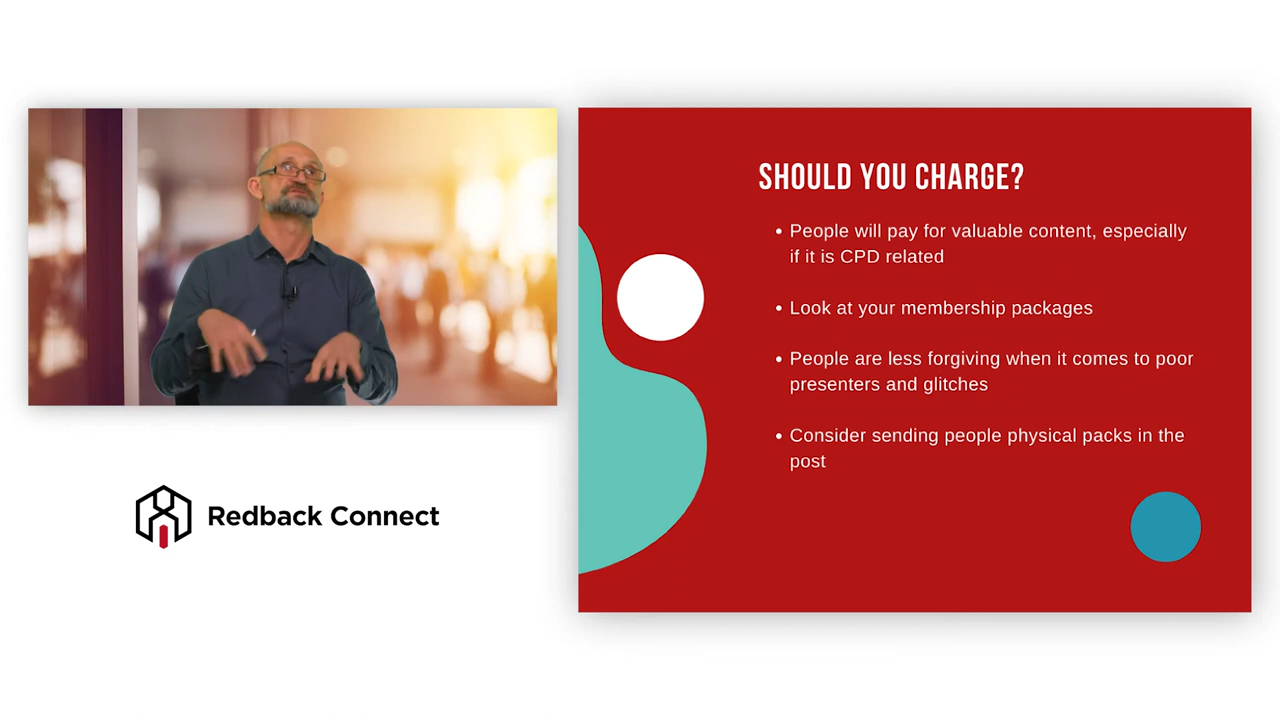 SHOULD YOU CHARGE?
• People will pay for valuable content, especially
if it is CPD related
• Look at your membership packages
• People are less forgiving when it comes to poor
presenters and glitches
• Consider sending people physical packs in the
post
Redback Connect